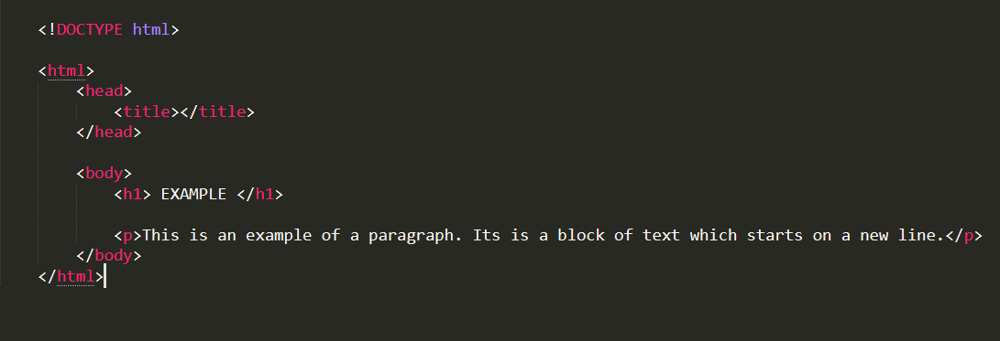 <!DOCTYPE html>
<html>
<head>
<title></title>
</head>
<body>
<h1> EXAMPLE </h1>
<p>This is an example of a paragraph. Its is a block of text which starts on a new line.</p>
</body>
</html>